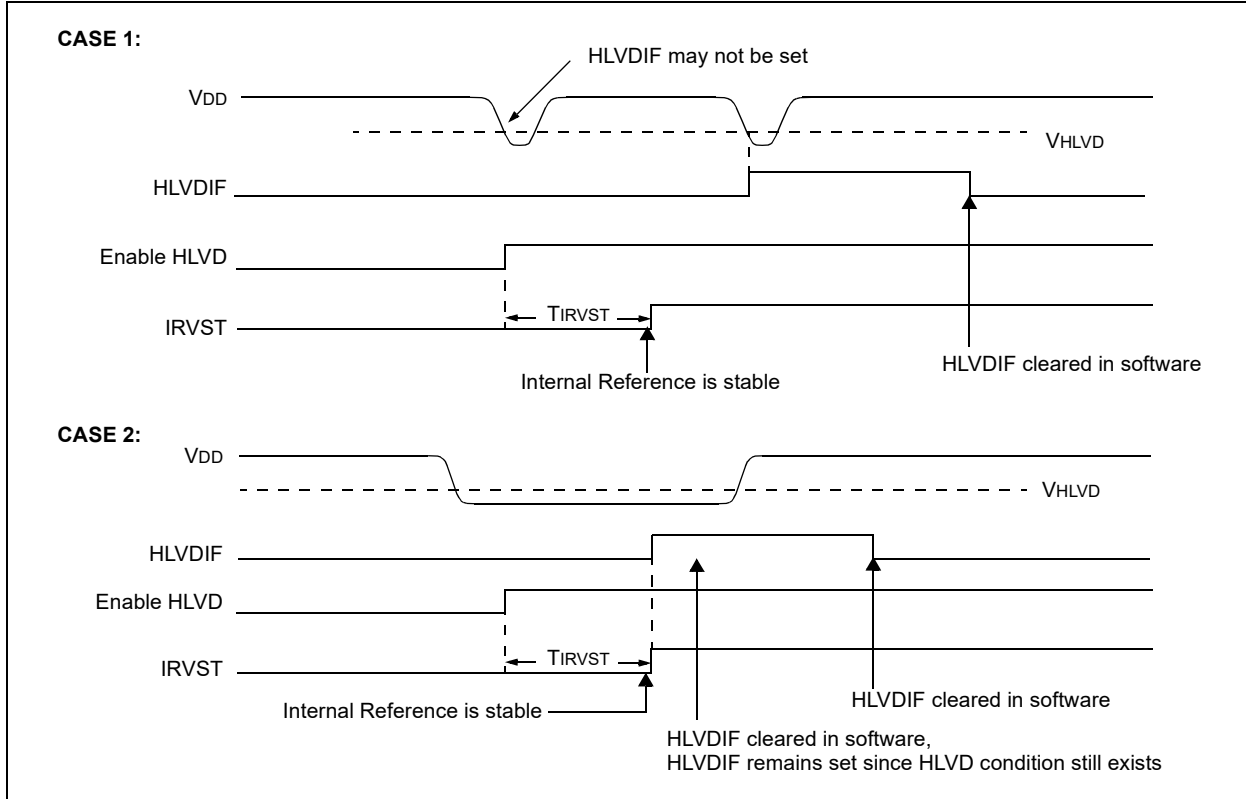 CASE 1:
HLVDIF may not be set
VDD
VHLVD
HLVDIF
Enable HLVD
TIRVST
IRVST
HLVDIF cleared in software
Internal Reference is stable
CASE 2:
VDD
VHLVD
HLVDIF
Enable HLVD
TIRVST
IRVST
HLVDIF cleared in software
Internal Reference is stable
HLVDIF cleared in software,
HLVDIF remains set since HLVD condition still exists